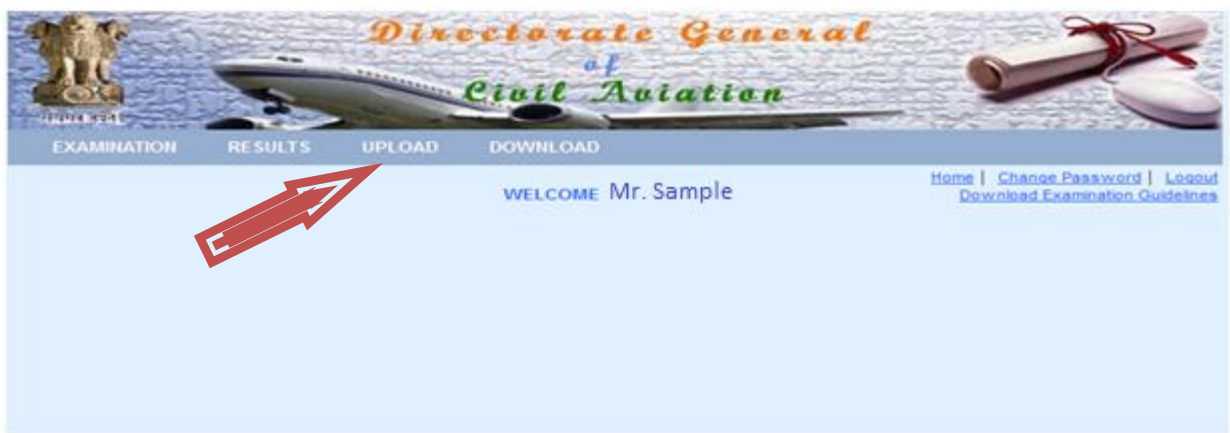 Directorate General
of
Civil Aviation
EXAMINATION RESULTS UPLOAD DOWNLOAD
WELCOME Mr. Sample
Home | Change Password | Logout
Download Examination Guidelines